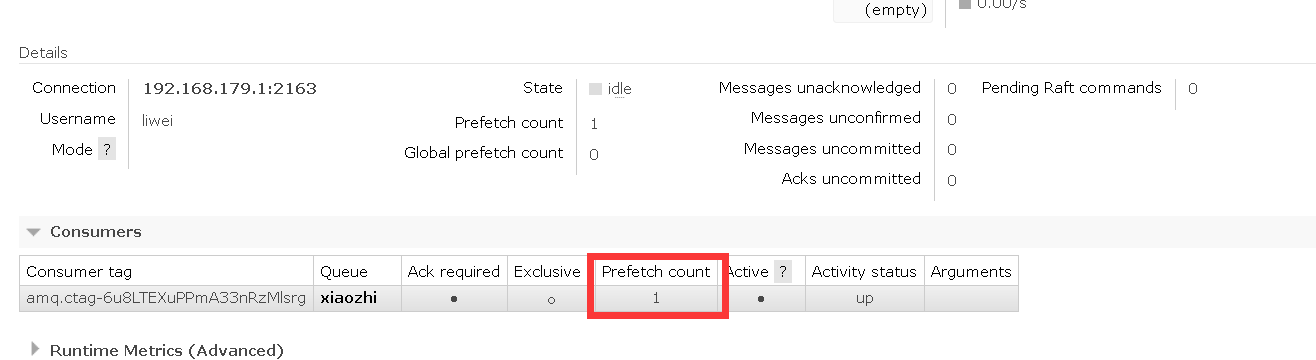 (empty)
0.00/s
Details
Connection 192.168.179.1:2163 State idle Messages unacknowledged 0 Pending Raft commands 0
Username liwei Prefetch count 1 Messages unconfirmed 0
Mode ? Global prefetch count 0 Messages uncommitted 0
Acks uncommitted 0
Consumers
Consumer tag Queue Ack required Exclusive Prefetch count Active ? Activity status Arguments
amq.ctag-6u8LTEXuPPmA33nRzMlsrg xiaozhi ● ○ 1 ● up
Runtime Metrics (Advanced)